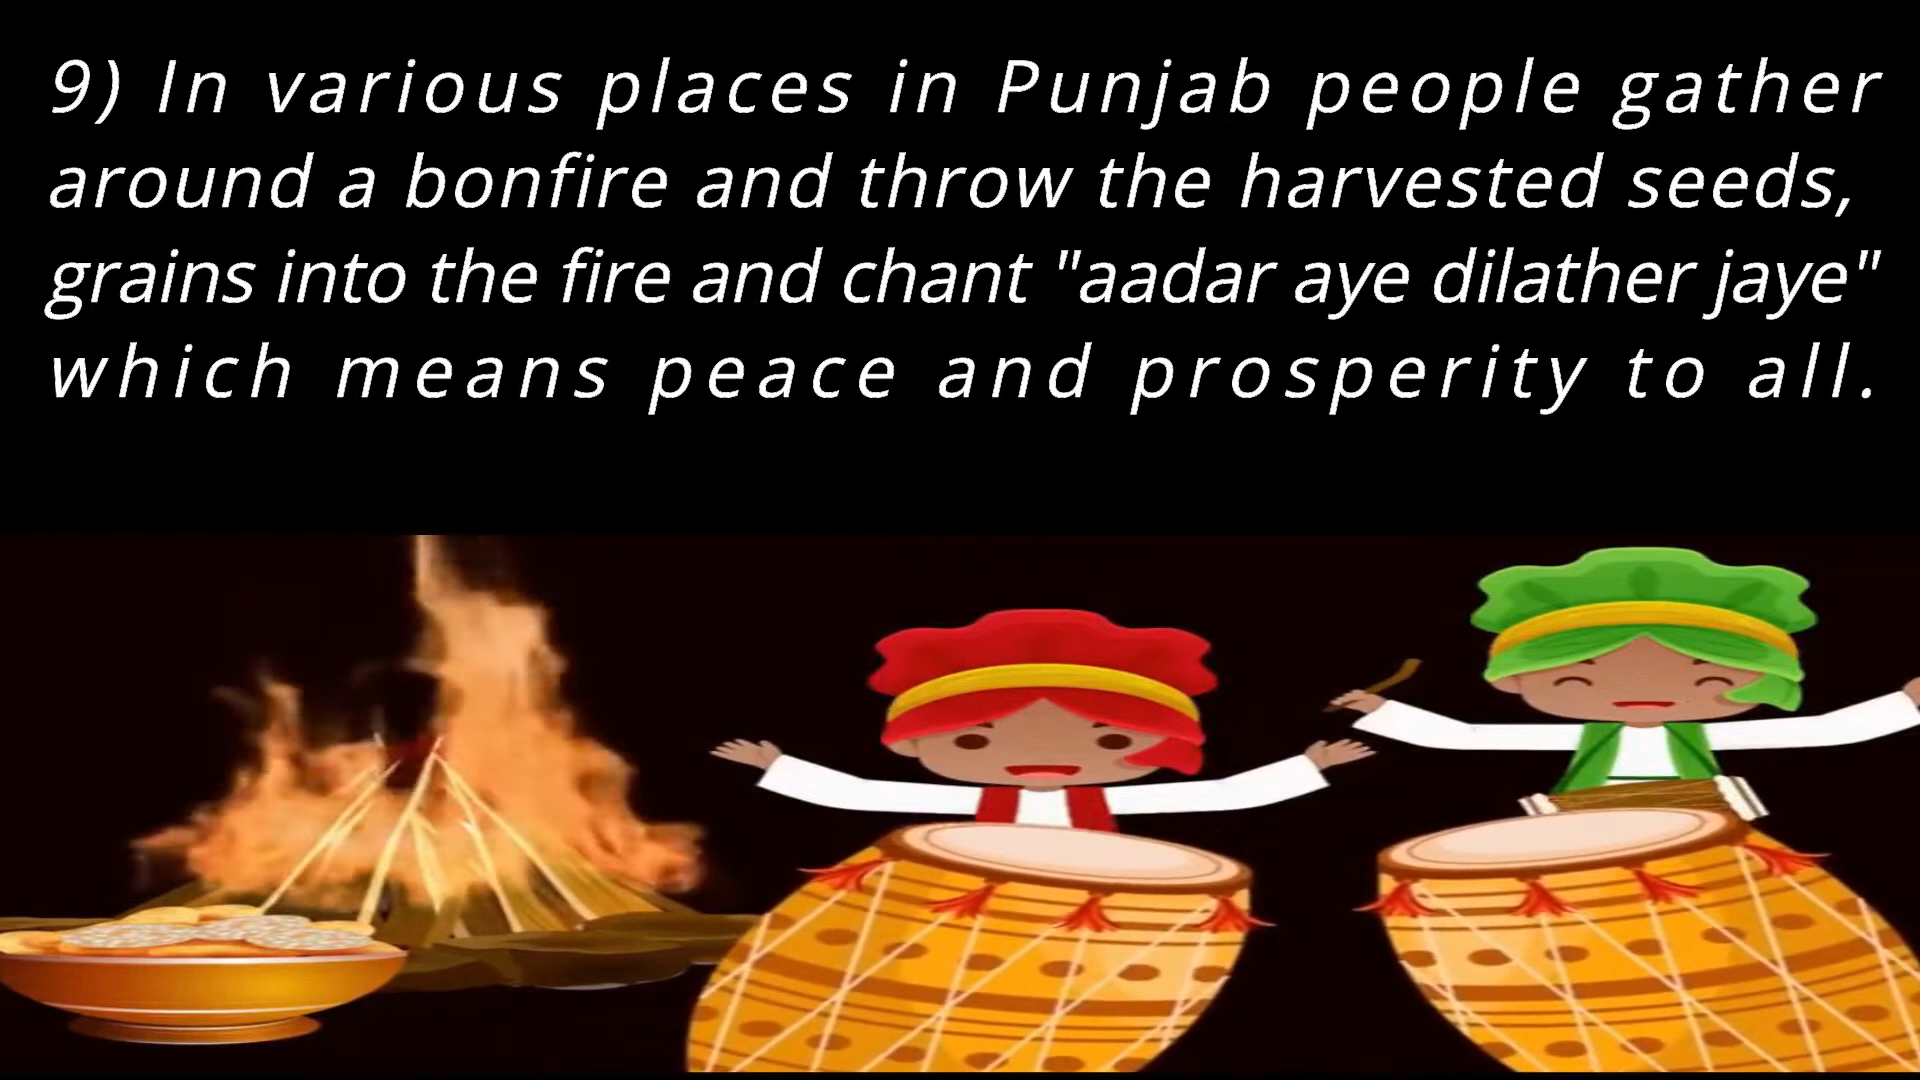 9) In various places in Punjab people gather
around a bonfire and throw the harvested seeds,
grains into the fire and chant "aadar aye dilather jaye"
which means peace and prosperity to all.